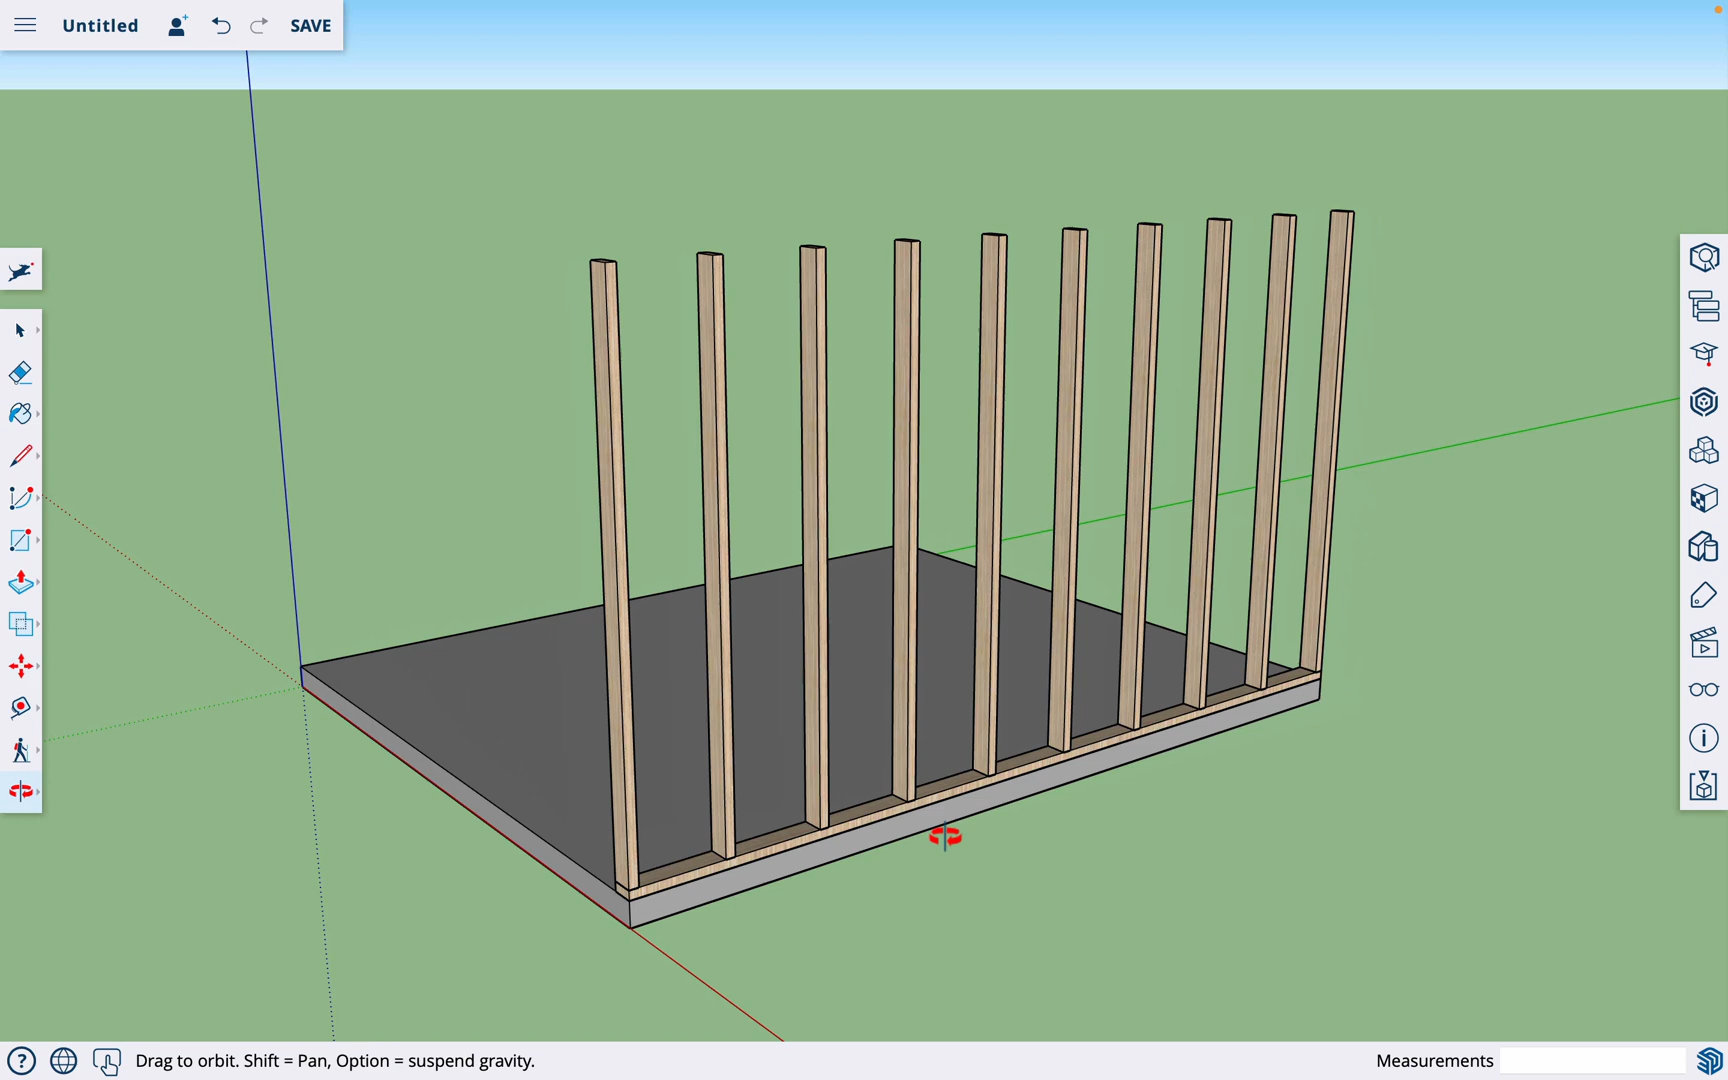 Untitled
SAVE
?
i
Drag to orbit. Shift = Pan, Option = suspend gravity.
Measurements